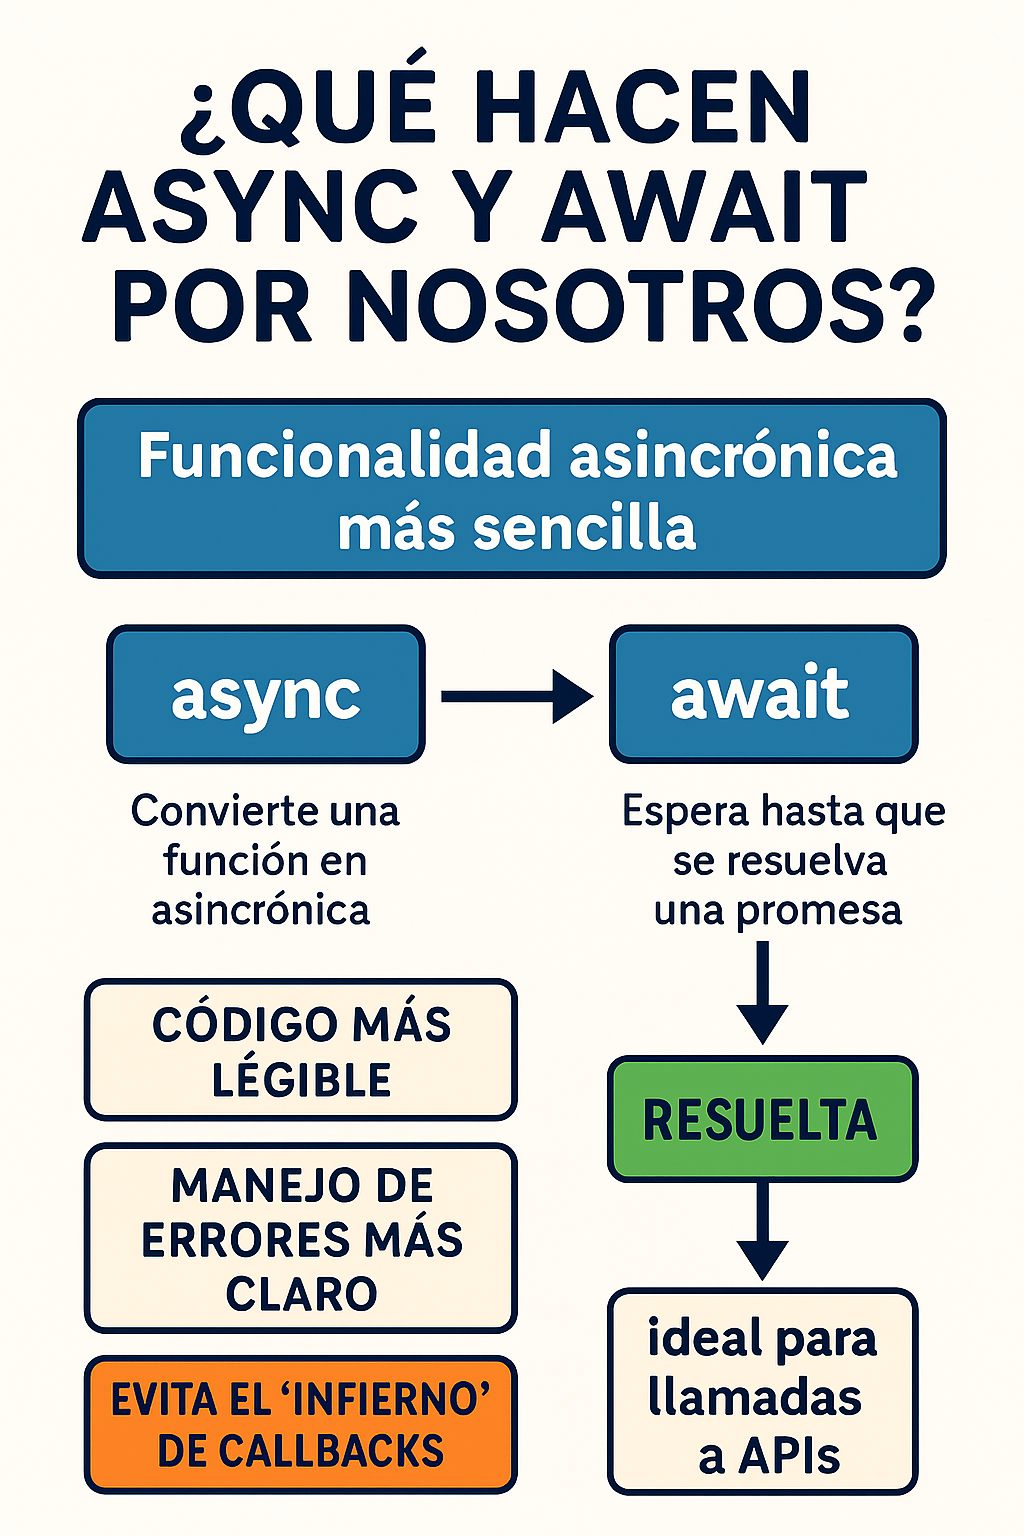 ¿QUÉ HACEN
ASYNC Y AWAIT
POR NOSOTROS?
Funcionalidad asincrónica
más sencilla
async
await
Convierte una
función en
asincrónica
Espera hasta que
se resuelva
una promesa
CÓDIGO MÁS
LÉGIBLE
MANEJO DE
ERRORES MÁS
CLARO
EVITA EL ‘INFIERNO’
DE CALLBACKS
RESUELTA
ideal para
llamadas
a APIs